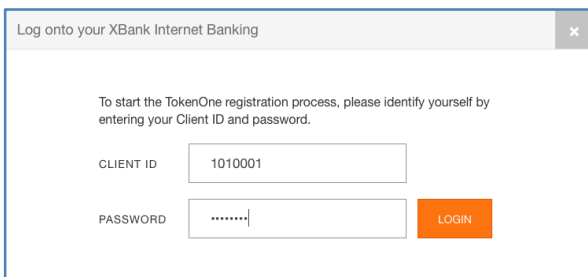 Log onto your XBank Internet Banking
×
To start the TokenOne registration process, please identify yourself by
entering your Client ID and password.
CLIENT ID 1010001
PASSWORD •••••••• LOGIN